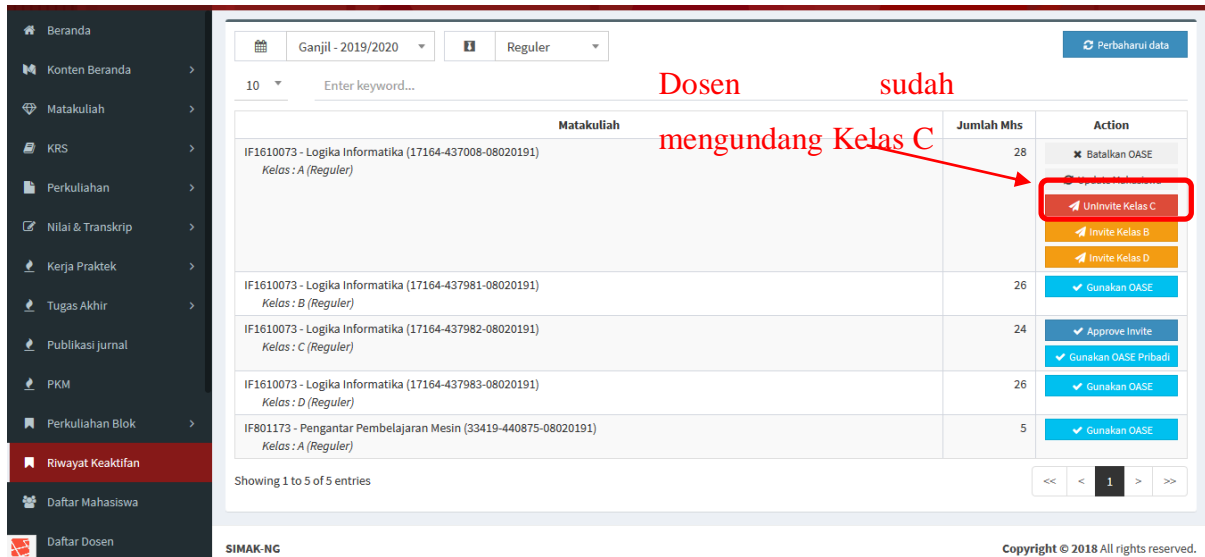 Beranda
Konten Beranda
Matakuliah
KRS
Perkuliahan
Nilai & Transkrip
Kerja Praktek
Tugas Akhir
Publikasi jurnal
PKM
Perkuliahan Blok
Riwayat Keaktifan
Daftar Mahasiswa
Daftar Dosen
Ganjil - 2019/2020
Reguler
Perbaharui data
10
Enter keyword...
Dosen sudah
mengundang Kelas C
Matakuliah Jumlah Mhs Action
IF1610073 - Logika Informatika (17164-437008-08020191) 28
Kelas : A (Reguler)
Batalkan OASE
Update Mahasiswa
UnInvite Kelas C
Invite Kelas B
Invite Kelas D
IF1610073 - Logika Informatika (17164-437981-08020191) 26 Gunakan OASE
Kelas : B (Reguler)
IF1610073 - Logika Informatika (17164-437982-08020191) 24 Approve Invite
Kelas : C (Reguler) Gunakan OASE Pribadi
IF1610073 - Logika Informatika (17164-437983-08020191) 26 Gunakan OASE
Kelas : D (Reguler)
IF801173 - Pengantar Pembelajaran Mesin (33419-440875-08020191) 5 Gunakan OASE
Kelas : A (Reguler)
Showing 1 to 5 of 5 entries
<< < 1 > >>
SIMAK-NG
Copyright © 2018 All rights reserved.